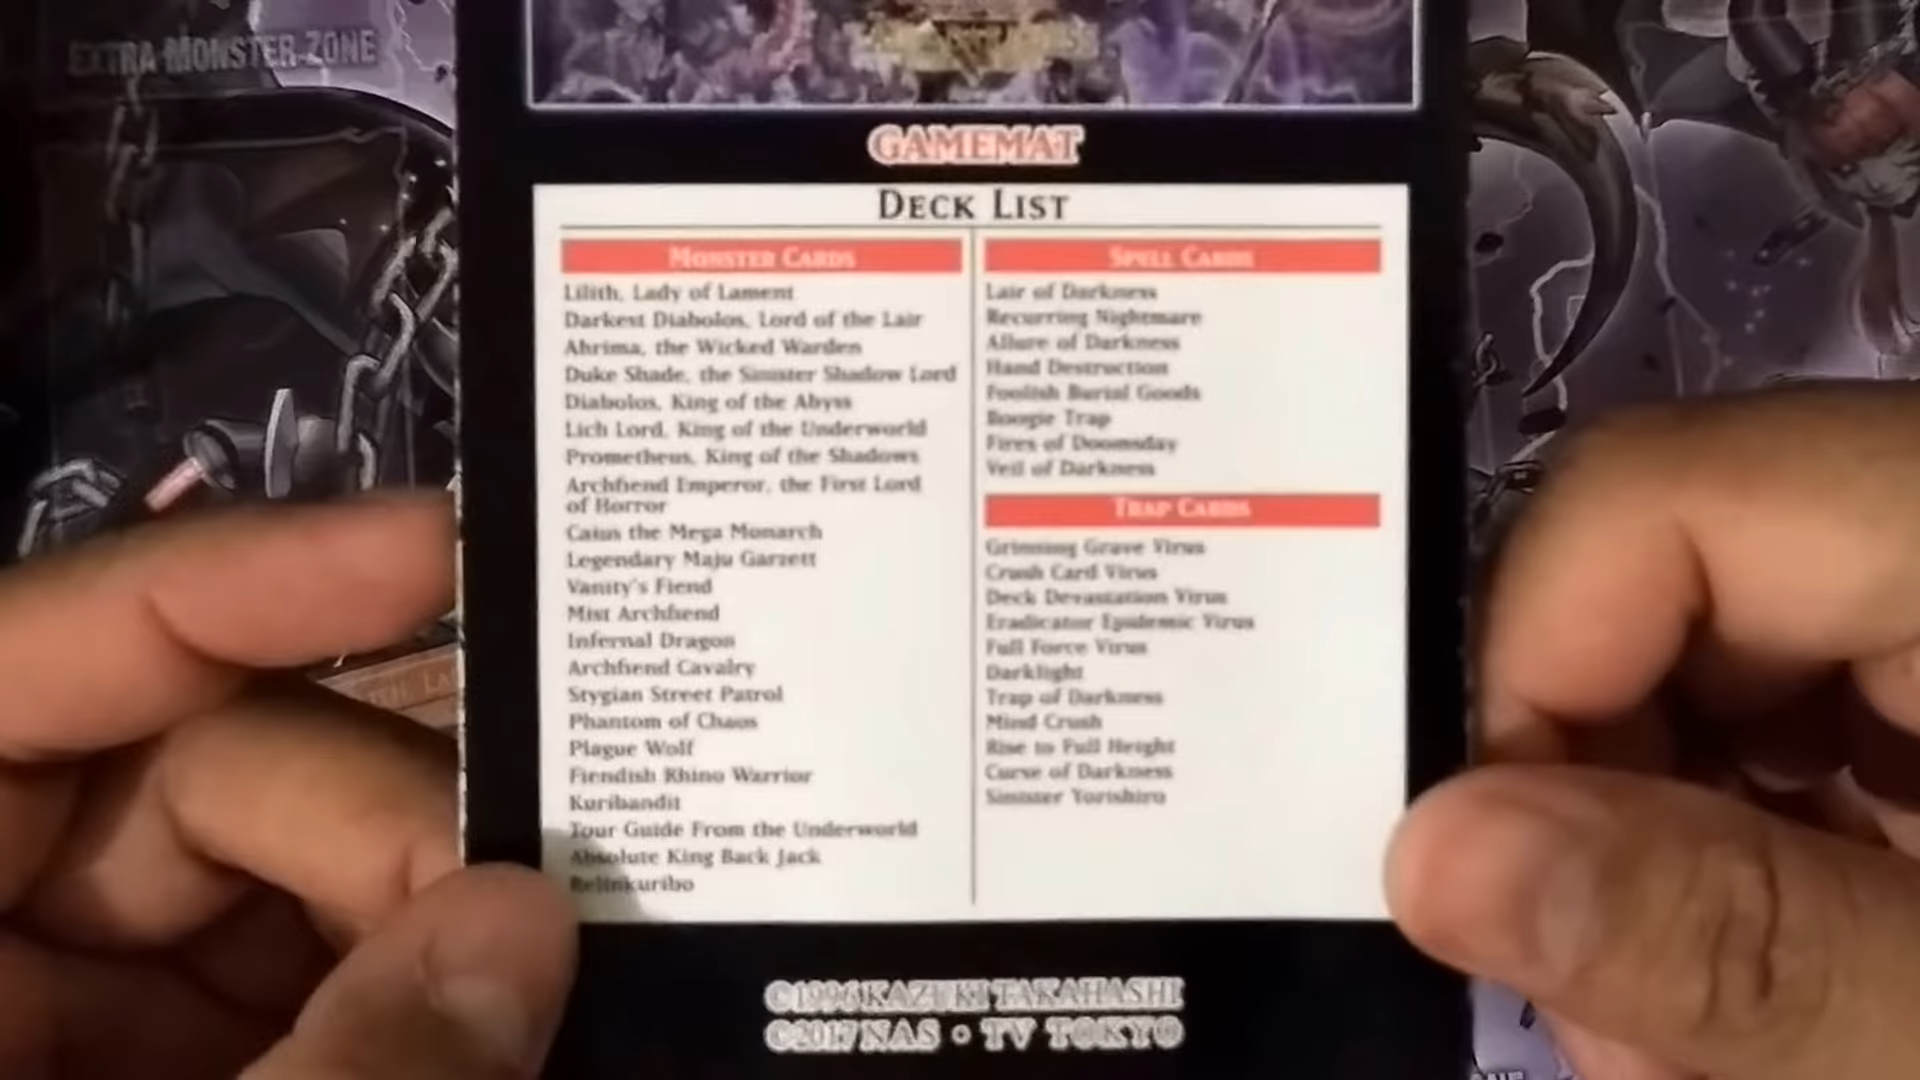 EXTRA MONSTER ZONE
GAMEMAT
DECK LIST
MONSTER CARDS
Lilith, Lady of Lament
Darkest Diabolos, Lord of the Lair
Ahrima, the Wicked Warden
Duke Shade, the Sinister Shadow Lord
Diabolos, King of the Abyss
Lich Lord, King of the Underworld
Prometheus, King of the Shadows
Archfiend Emperor, the First Lord
of Horror
Caius the Mega Monarch
Legendary Maju Garzett
Vanity's Fiend
Mist Archfiend
Infernal Dragon
Archfiend Cavalry
Stygian Street Patrol
Phantom of Chaos
Plague Wolf
Fiendish Rhino Warrior
Kuribandit
Tour Guide From the Underworld
Absolute King Back Jack
Relinkuribo
SPELL CARDS
Lair of Darkness
Recurring Nightmare
Allure of Darkness
Hand Destruction
Foolish Burial Goods
Boogie Trap
Fires of Doomsday
Veil of Darkness
TRAP CARDS
Grinning Grave Virus
Crush Card Virus
Deck Devastation Virus
Eradicator Epidemic Virus
Full Force Virus
Darklight
Trap of Darkness
Mind Crush
Rise to Full Height
Curse of Darkness
Sinister Yorishiro
©1996 KAZUKI TAKAHASHI
©2017 NAS • TV TOKYO